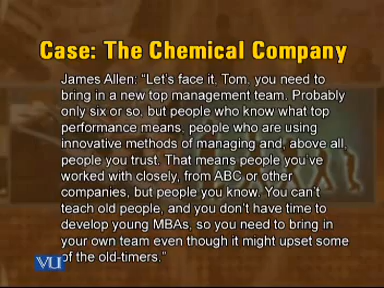 Case: The Chemical Company
James Allen: “Let’s face it, Tom. you need to
bring in a new top management team. Probably
only six or so, but people who know what top
performance means, people who are using
innovative methods of managing and, above all,
people you trust. That means people you’ve
worked with closely, from ABC or other
companies, but people you know. You can’t
teach old people, and you don’t have time to
develop young MBAs, so you need to bring in
your own team even though it might upset some
of the old-timers.”
VU